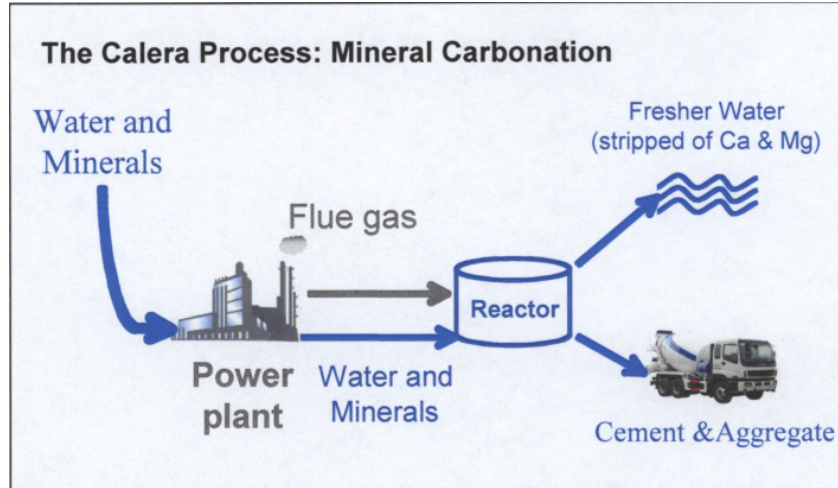 The Calera Process: Mineral Carbonation
Water and
Minerals
Fresher Water
(stripped of Ca & Mg)
Flue gas
Reactor
Power
plant
Water and
Minerals
Cement &Aggregate